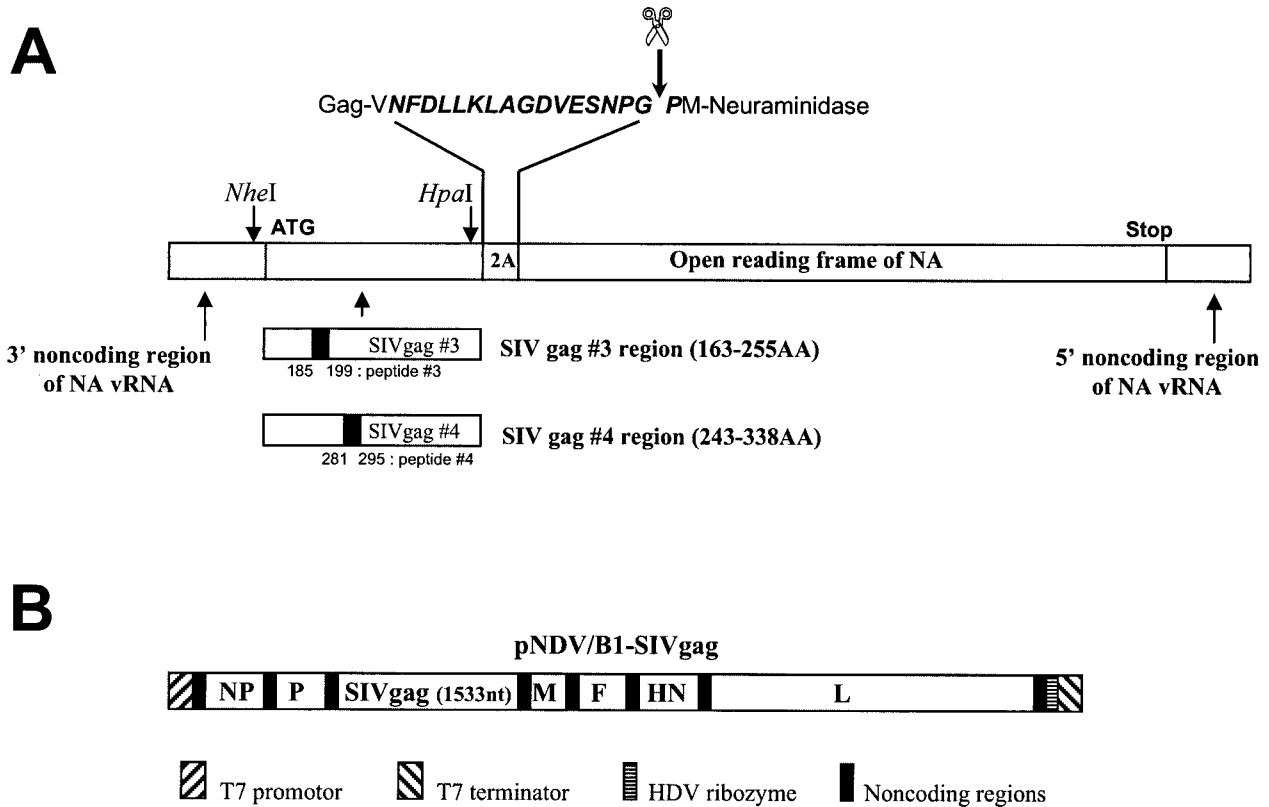 A
Gag-VNFDLLKLAGDVESNPG PM-Neuraminidase
NheI
HpaI
ATG
Stop
2A
Open reading frame of NA
3' noncoding region
of NA vRNA
SIVgag #3
SIV gag #3 region (163-255AA)
185 199 : peptide #3
5' noncoding region
of NA vRNA
SIVgag #4
SIV gag #4 region (243-338AA)
281 295 : peptide #4
B
pNDV/B1-SIVgag
NP P SIVgag (1533nt) M F HN L
T7 promotor T7 terminator HDV ribozyme Noncoding regions